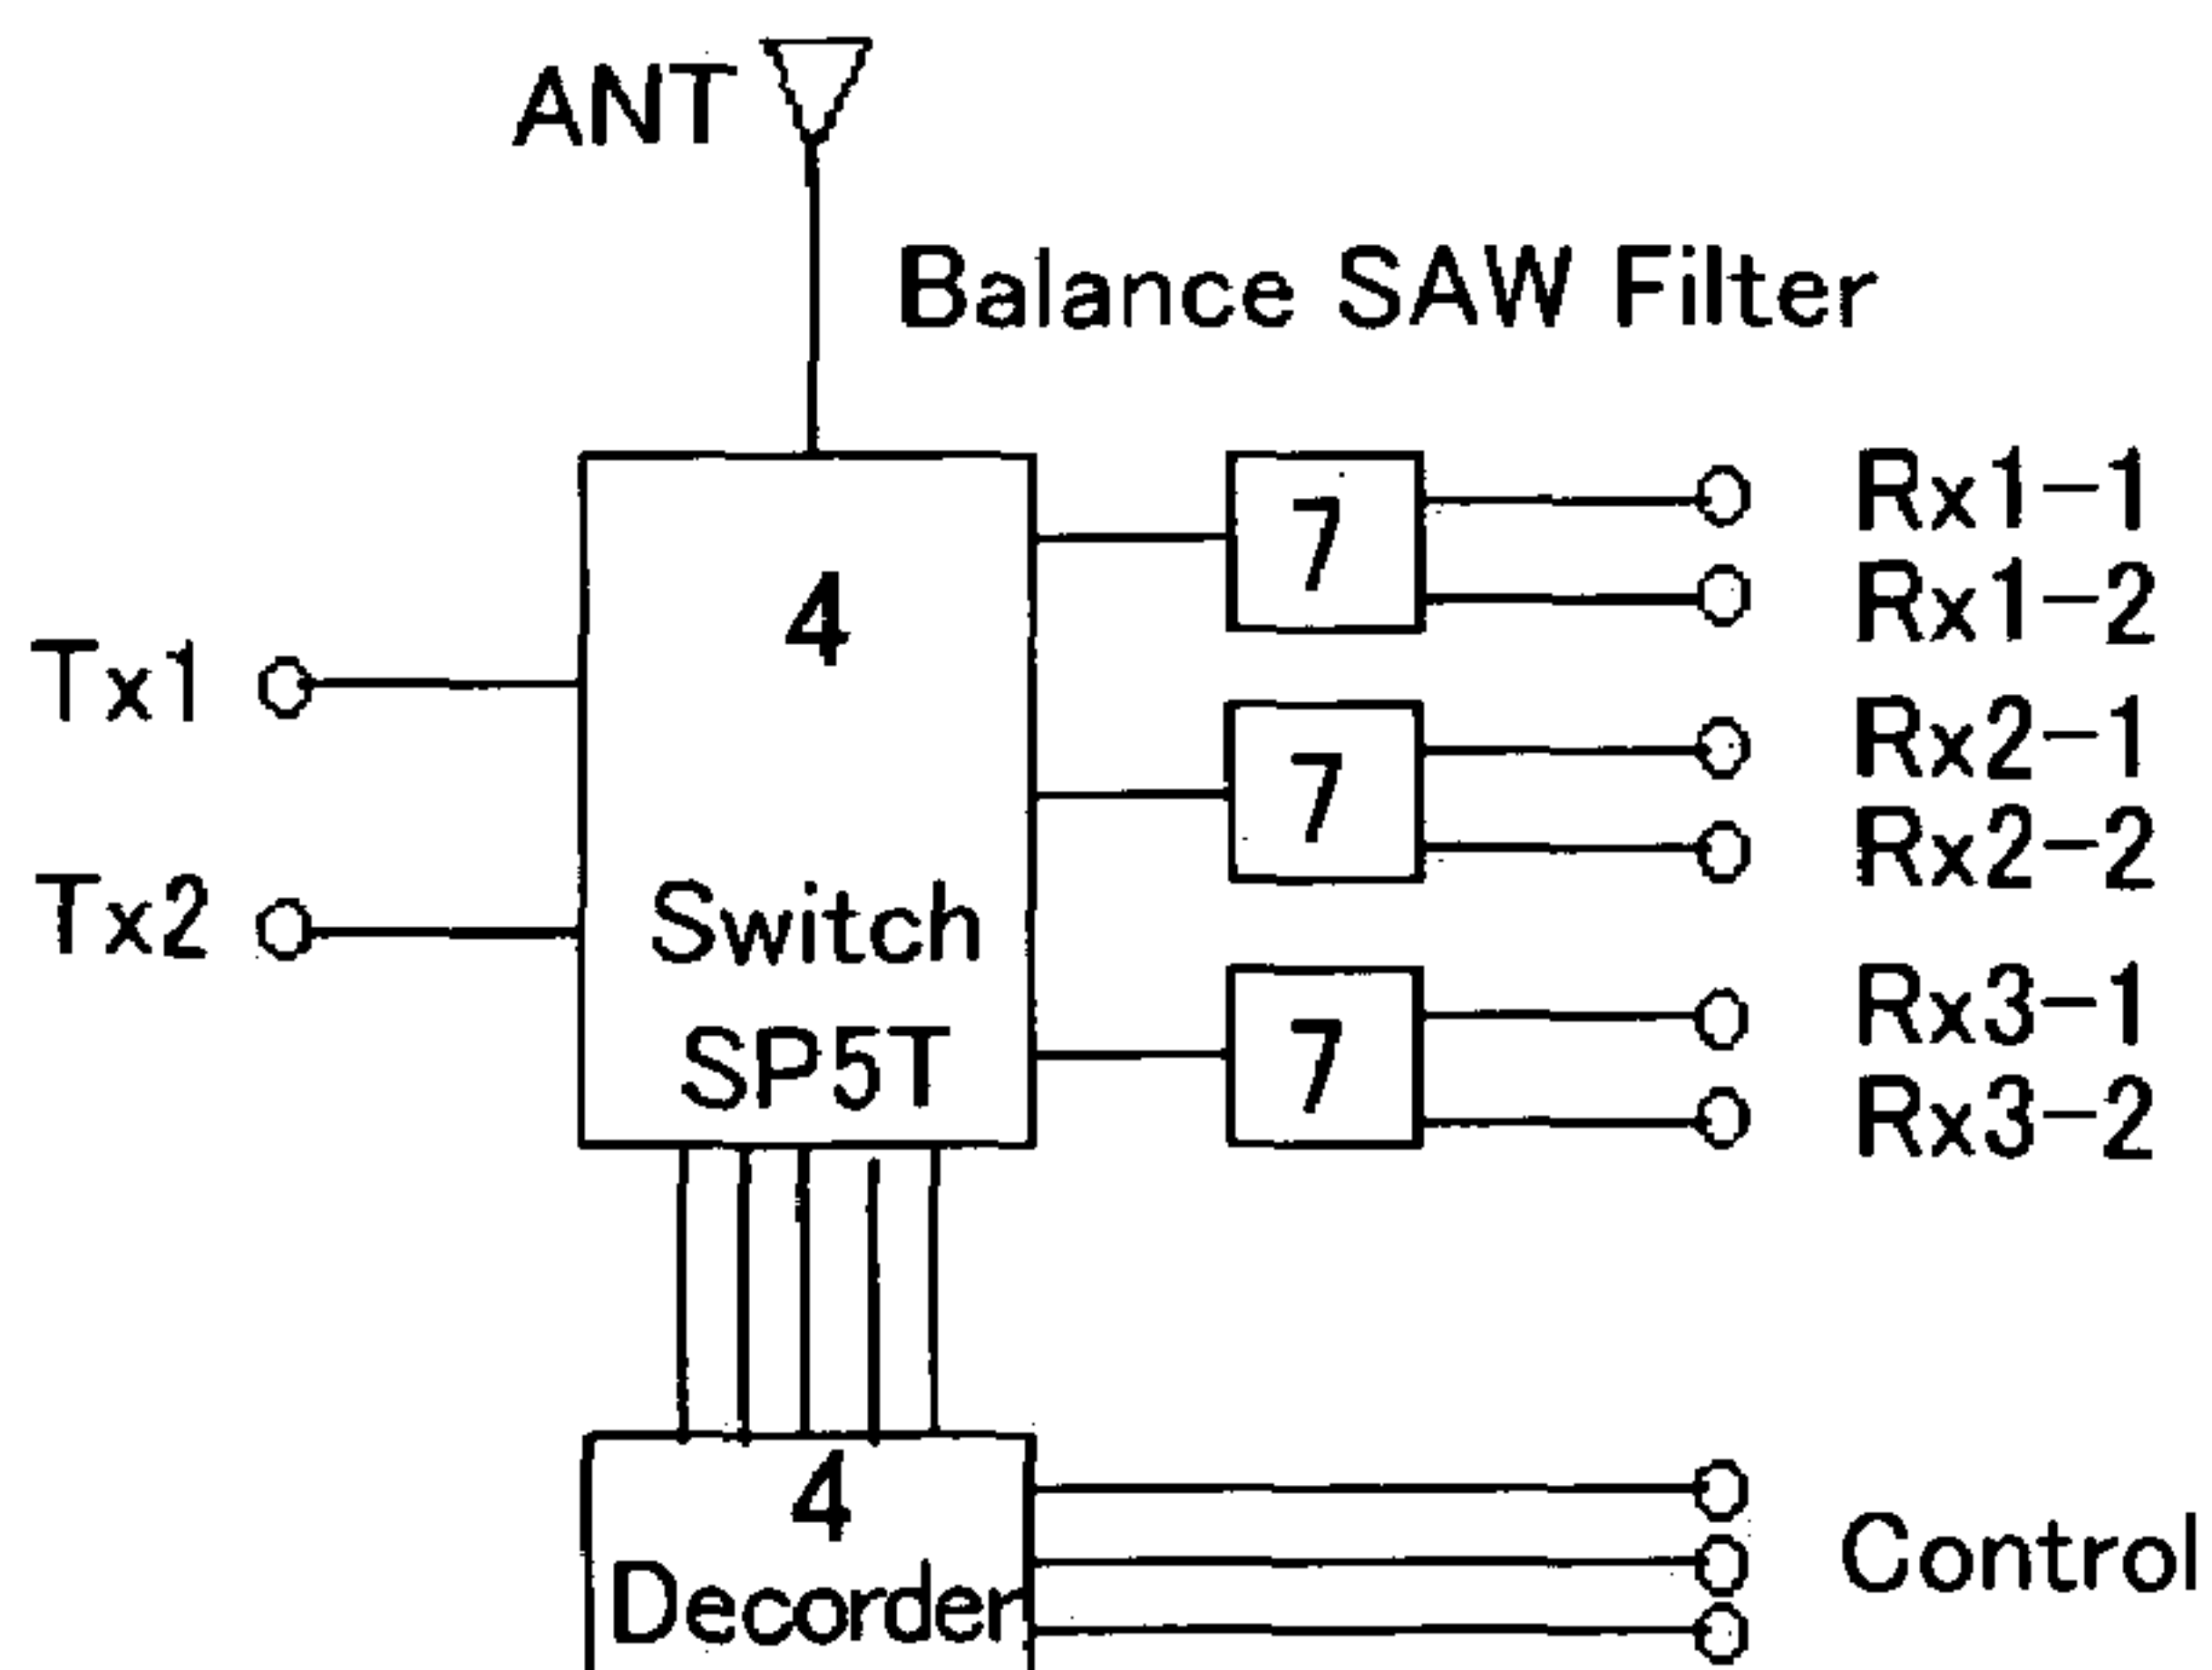 ANT
Balance SAW Filter
4
7
Rx1-1
Rx1-2
Tx1
7
Rx2-1
Rx2-2
Tx2
Switch
SP5T
7
Rx3-1
Rx3-2
4
Decorder
Control